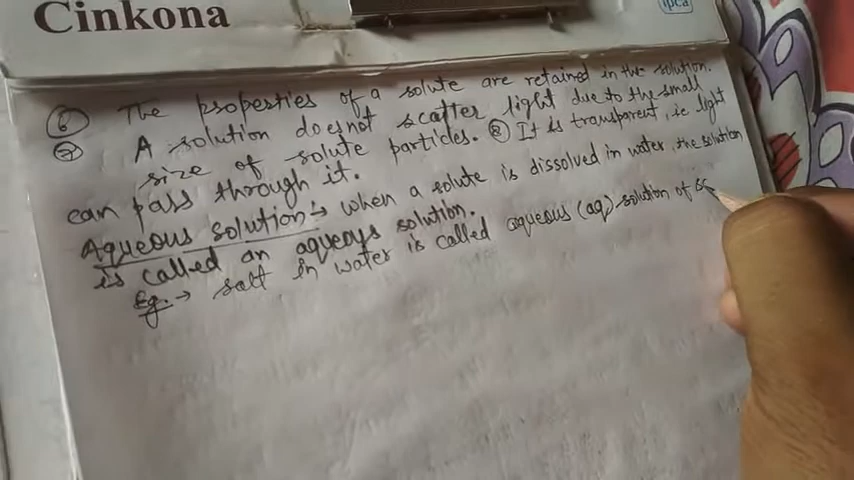 Cinkona
ipca
⑥ The properties of a solute are retained in the solution.
⑦ A solution does not scatter light due to the small
size of solute particles. ⑧ It is transparent, ie light
can pass through it.
Aqueous solution:→ when a solute is dissolved in water, the solution
is called an aqueous solution.
Eg. → salt in water is called aqueous (aq) solution of